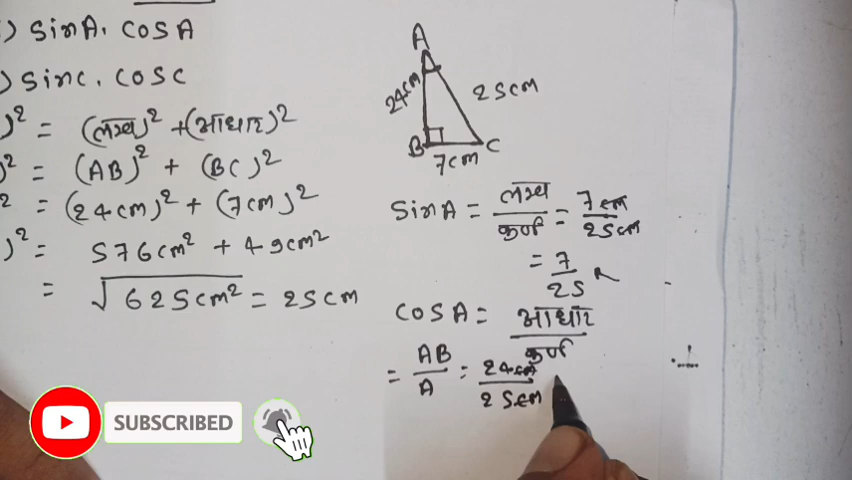 ) SinA. COSA
) SinC. COSC
)² = (लम्ब)² + (आधार)²
)² = (AB)² + (BC)²
² = (24cm)² + (7cm)²
)² = 576cm² + 49cm²
= √625cm² = 25cm
A
24cm
25cm
B
7cm
C
SinA = लम्ब/कर्ण = 7cm/25cm
= 7/25
COSA = आधार/कर्ण
= AB/A = 24cm/25cm
SUBSCRIBED